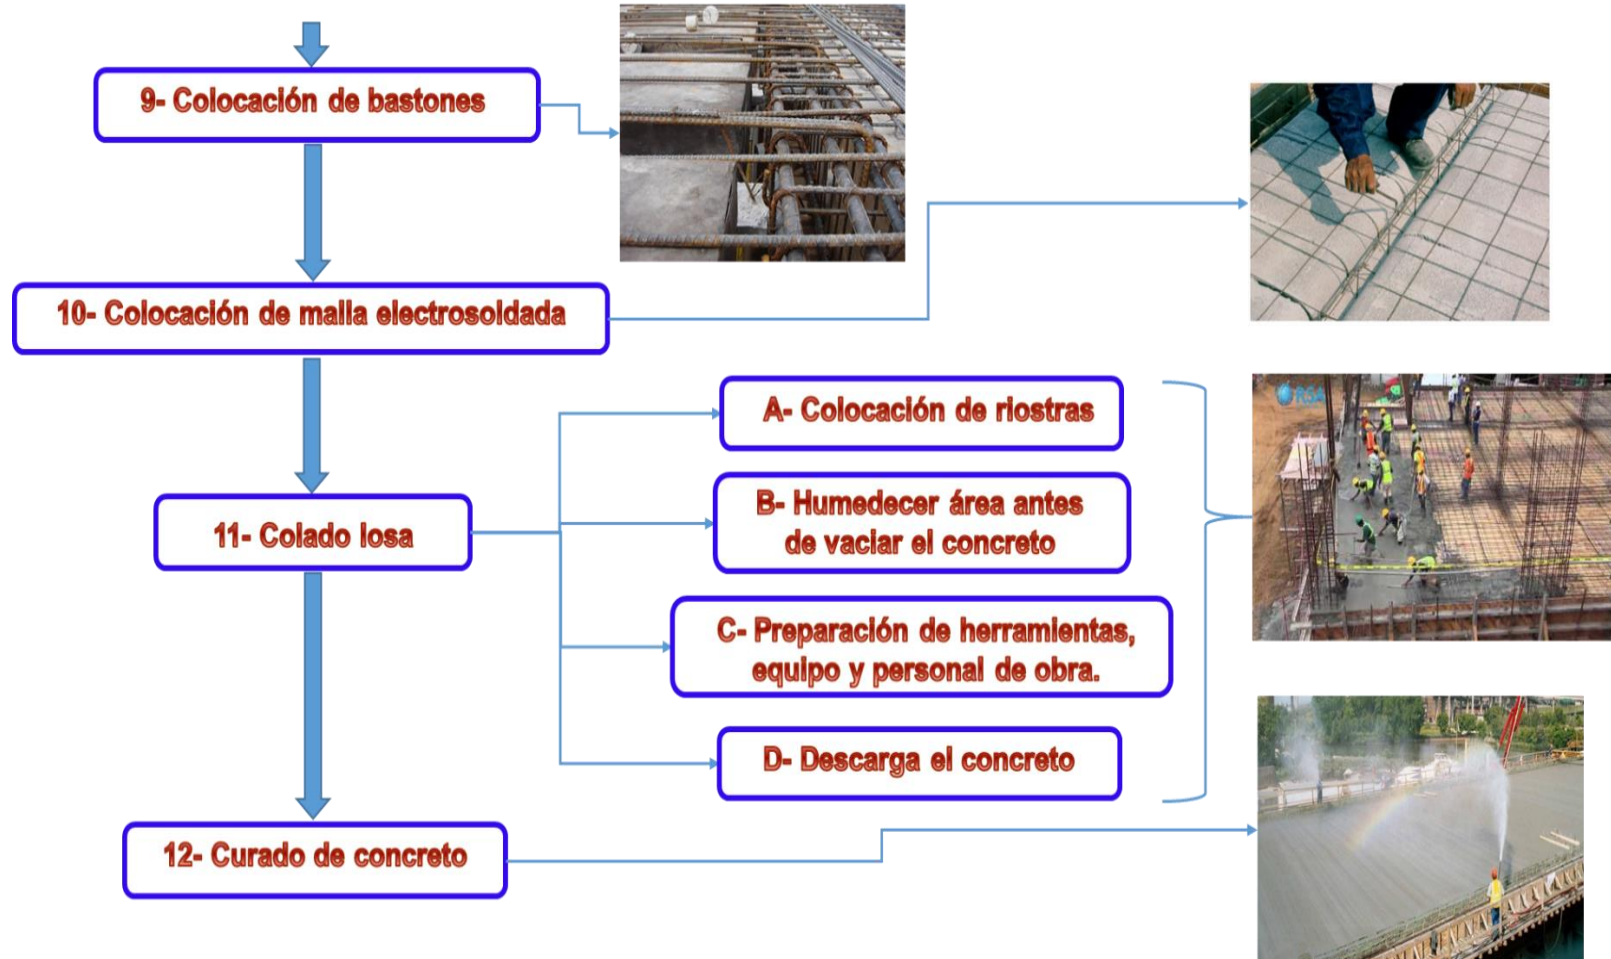 9- Colocación de bastones
10- Colocación de malla electrosoldada
A- Colocación de riostras
RSA
B- Humedecer área antes
de vaciar el concreto
11- Colado losa
C- Preparación de herramientas,
equipo y personal de obra.
D- Descarga el concreto
12- Curado de concreto